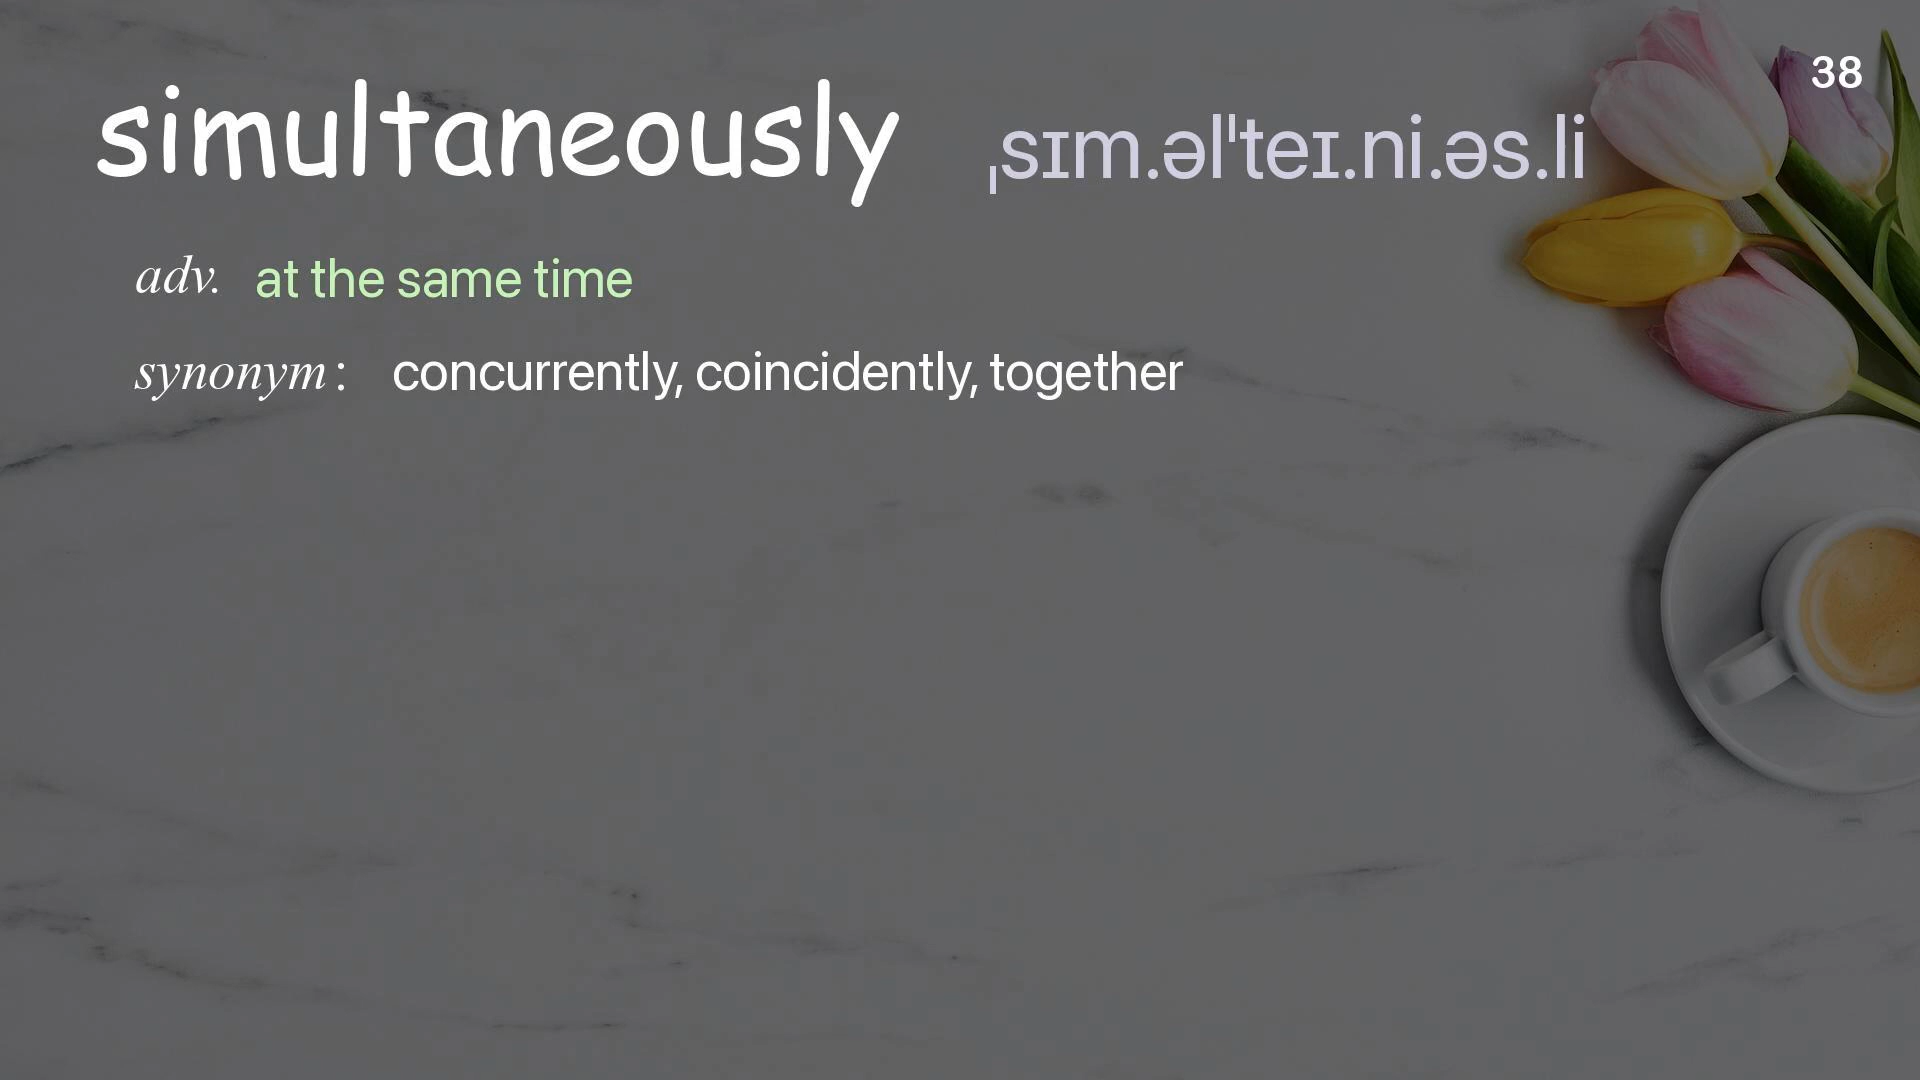 38
simultaneously ˌsɪm.əlˈteɪ.ni.əs.li
adv. at the same time
synonym : concurrently, coincidently, together